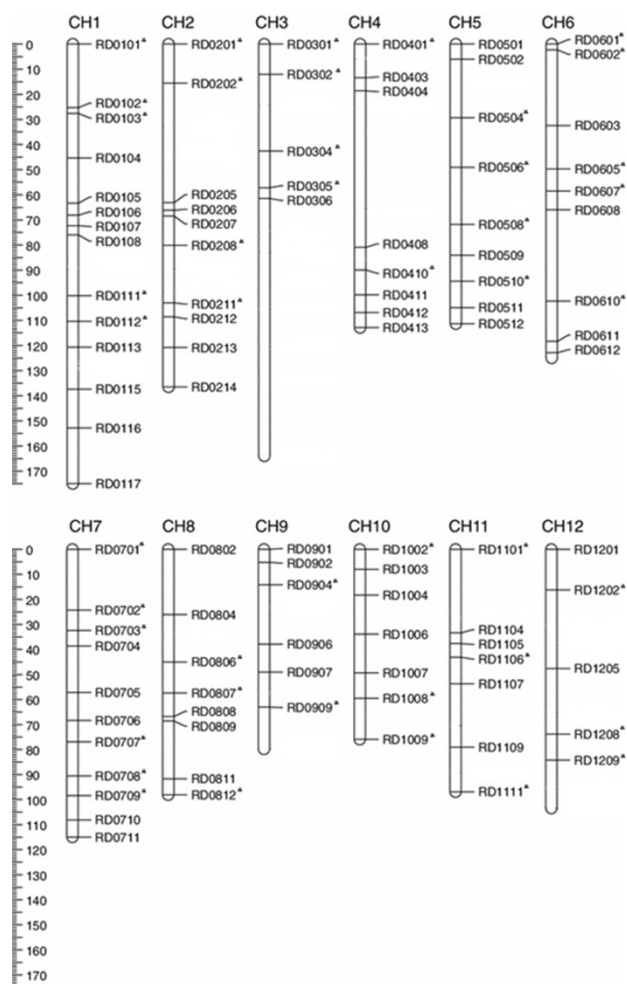 CH1 CH2 CH3 CH4 CH5 CH6
0
10
20
30
40
50
60
70
80
90
100
110
120
130
140
150
160
170
RD0101▲
RD0102▲
RD0103▲
RD0104
RD0105
RD0106
RD0107
RD0108
RD0111▲
RD0112▲
RD0113
RD0115
RD0116
RD0117
RD0201▲
RD0202▲
RD0205
RD0206
RD0207
RD0208▲
RD0211▲
RD0212
RD0213
RD0214
RD0301▲
RD0302▲
RD0304▲
RD0305▲
RD0306
RD0401▲
RD0403
RD0404
RD0408
RD0410▲
RD0411
RD0412
RD0413
RD0501
RD0502
RD0504▲
RD0506▲
RD0508▲
RD0509
RD0510▲
RD0511
RD0512
RD0601▲
RD0602▲
RD0603
RD0605▲
RD0607▲
RD0608
RD0610▲
RD0611
RD0612
CH7 CH8 CH9 CH10 CH11 CH12
0
10
20
30
40
50
60
70
80
90
100
110
120
130
140
150
160
170
RD0701▲
RD0702▲
RD0703▲
RD0704
RD0705
RD0706
RD0707▲
RD0708▲
RD0709▲
RD0710
RD0711
RD0802
RD0804
RD0806▲
RD0807▲
RD0808
RD0809
RD0811
RD0812▲
RD0901
RD0902
RD0904▲
RD0906
RD0907
RD0909▲
RD1002▲
RD1003
RD1004
RD1006
RD1007
RD1008▲
RD1009▲
RD1101▲
RD1104
RD1105
RD1106▲
RD1107
RD1109
RD1111▲
RD1201
RD1202▲
RD1205
RD1208▲
RD1209▲